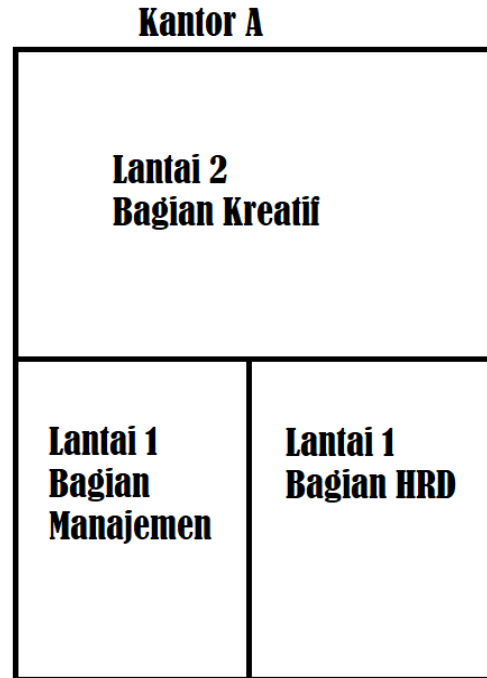 Kantor A
Lantai 2
Bagian Kreatif
Lantai 1
Bagian
Manajemen
Lantai 1
Bagian HRD